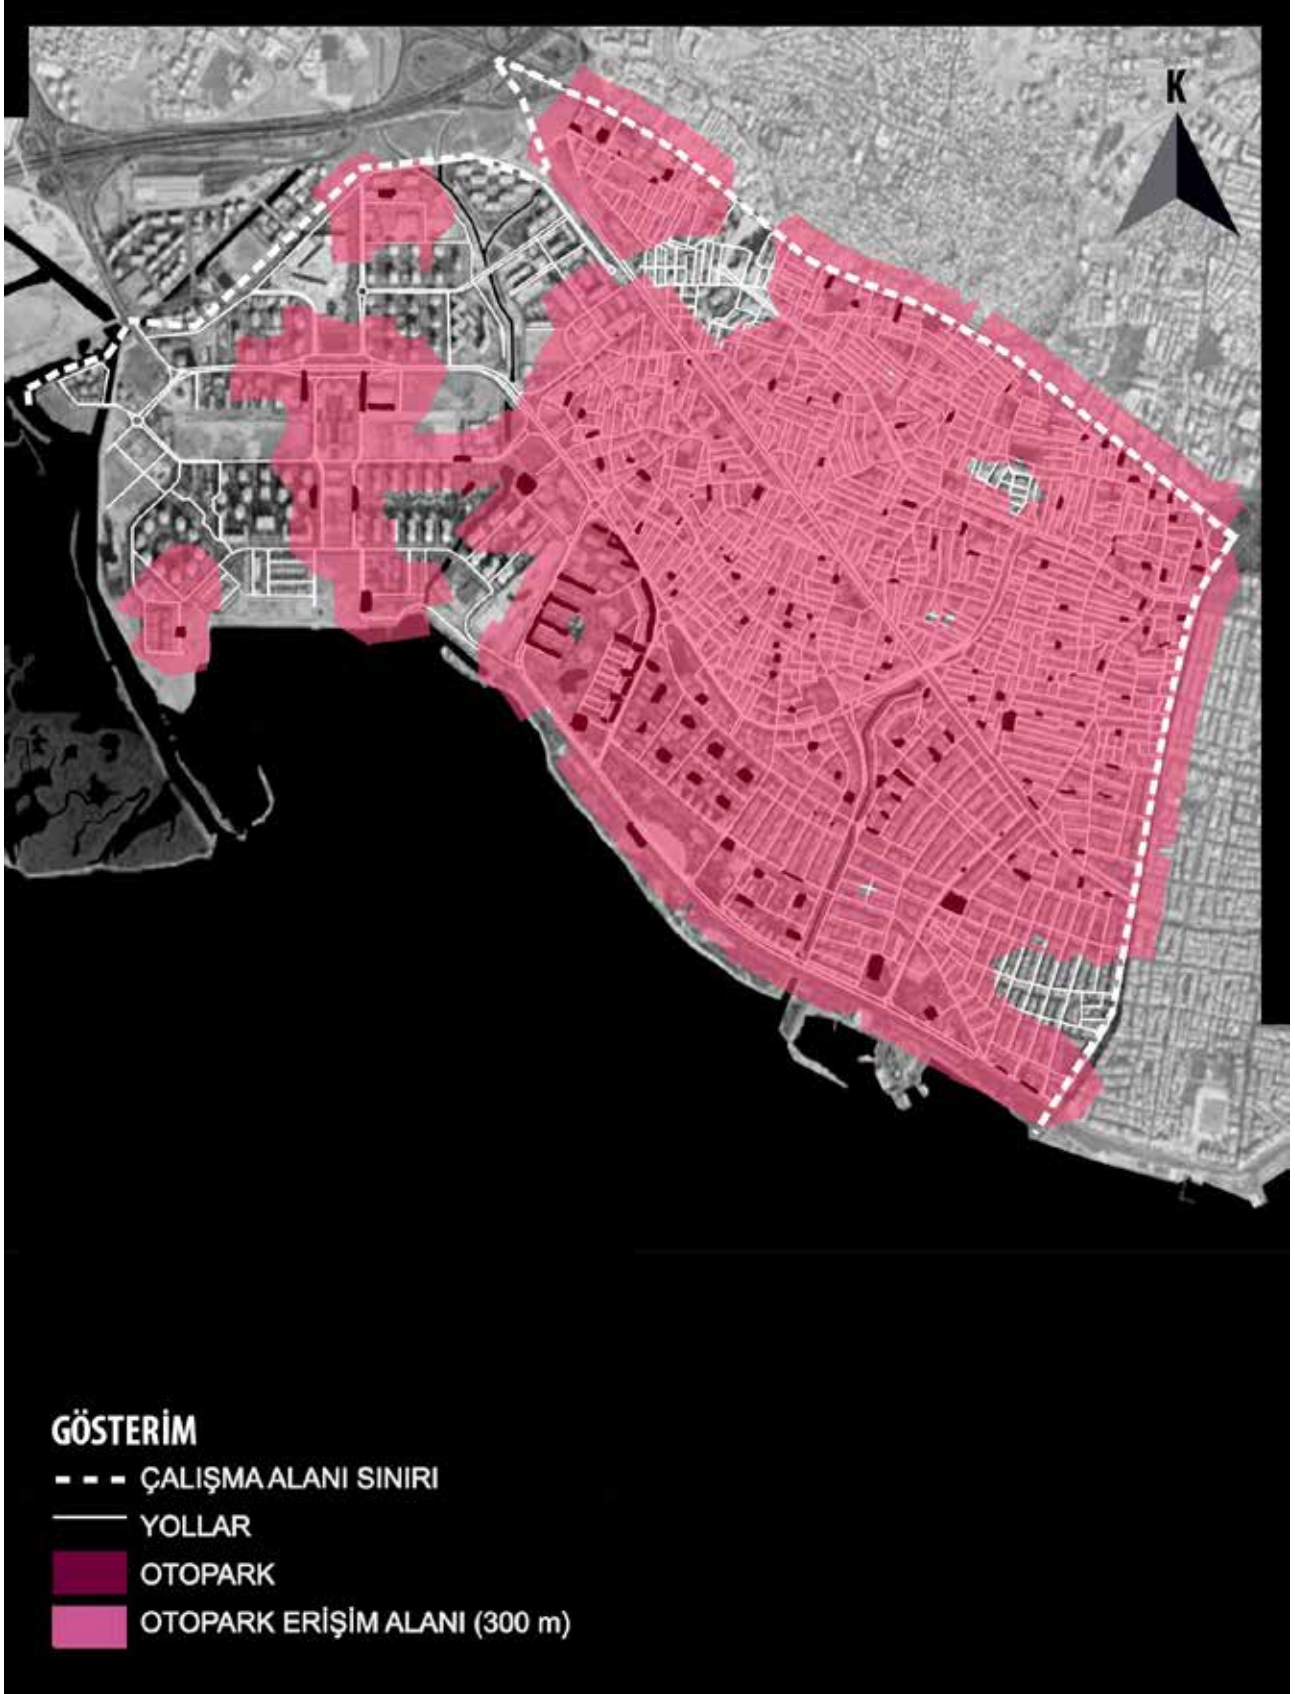 K
GÖSTERİM
ÇALIŞMA ALANI SINIRI
YOLLAR
OTOPARK
OTOPARK ERİŞİM ALANI (300 m)